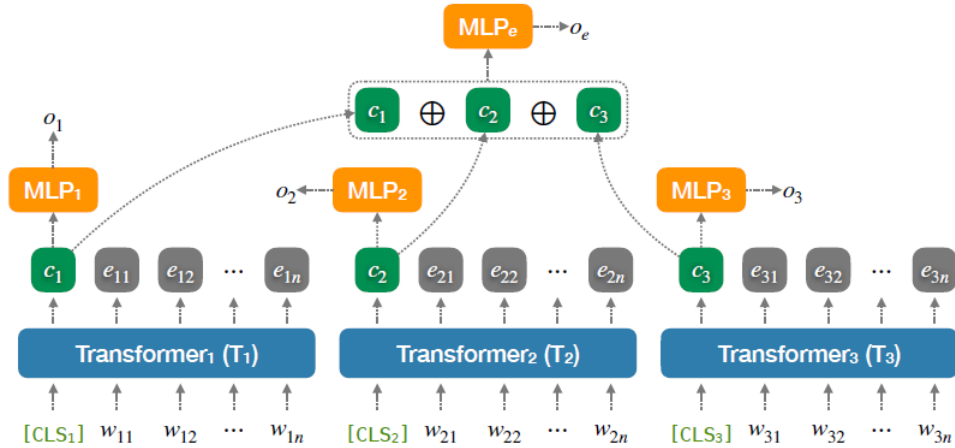 MLPe oe
c1 ⊕ c2 ⊕ c3
o1
MLP1 o2 MLP2 MLP3 o3
c1 e11 e12 ... e1n c2 e21 e22 ... e2n c3 e31 e32 ... e3n
Transformer1 (T1) Transformer2 (T2) Transformer3 (T3)
[CLS1] w11 w12 ... w1n [CLS2] w21 w22 ... w2n [CLS3] w31 w32 ... w3n